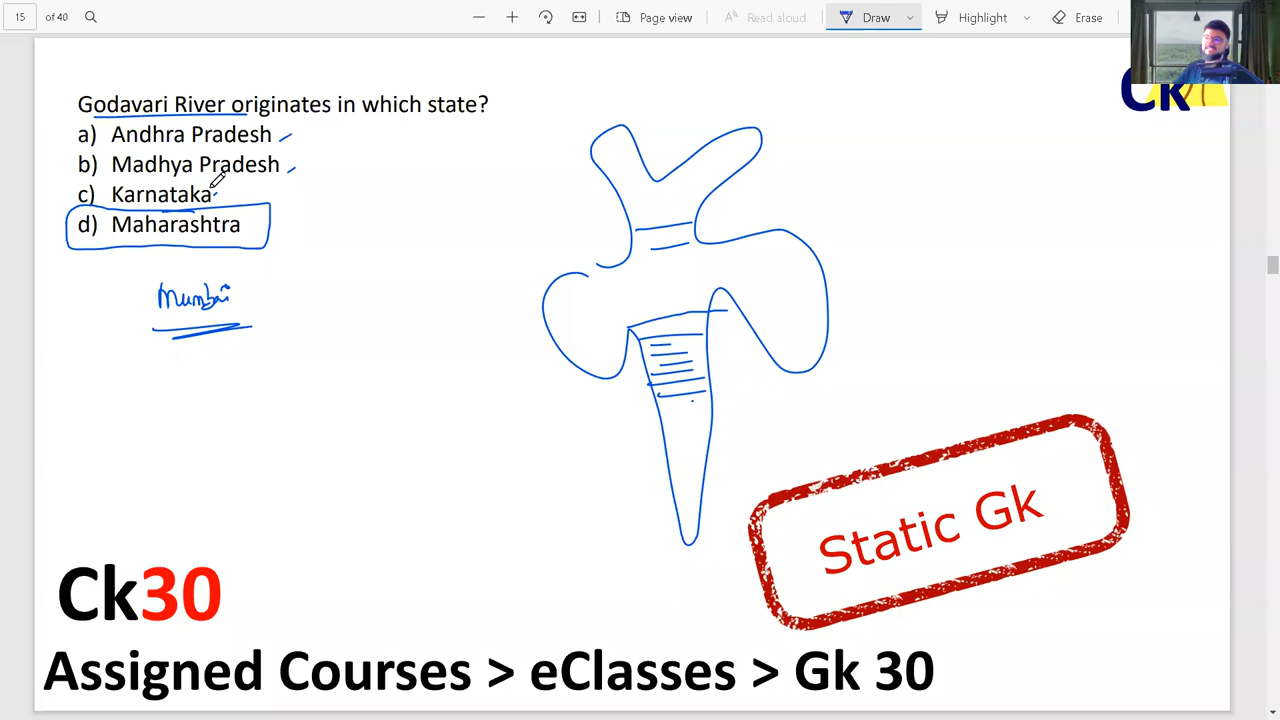 15 of 40 Page view Read aloud Draw Highlight Erase
Ck
Godavari River originates in which state?
a) Andhra Pradesh
b) Madhya Pradesh
c) Karnataka
d) Maharashtra
Mumbai
Static Gk
Ck30
Assigned Courses > eClasses > Gk 30